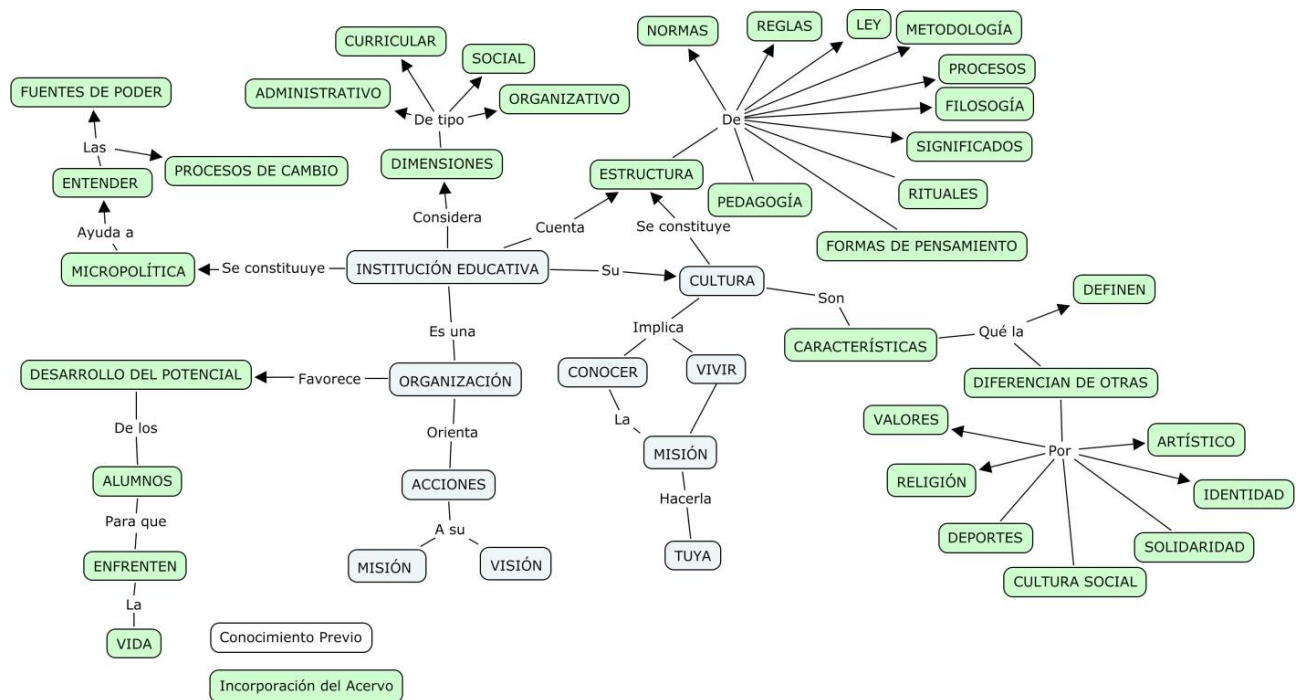 NORMAS
REGLAS
LEY
METODOLOGÍA
CURRICULAR
SOCIAL
PROCESOS
FUENTES DE PODER
ADMINISTRATIVO
ORGANIZATIVO
FILOSOGÍA
De tipo
De
Las
SIGNIFICADOS
DIMENSIONES
PROCESOS DE CAMBIO
ESTRUCTURA
ENTENDER
PEDAGOGÍA
RITUALES
Considera
Cuenta
Se constituye
Ayuda a
FORMAS DE PENSAMIENTO
MICROPOLÍTICA
Se constituuye
INSTITUCIÓN EDUCATIVA
Su
CULTURA
Son
DEFINEN
Es una
Implica
Qué la
CARACTERÍSTICAS
DESARROLLO DEL POTENCIAL
Favorece
ORGANIZACIÓN
CONOCER
VIVIR
DIFERENCIAN DE OTRAS
De los
Orienta
La
VALORES
ARTÍSTICO
MISIÓN
Por
ALUMNOS
ACCIONES
RELIGIÓN
IDENTIDAD
Hacerla
Para que
A su
DEPORTES
SOLIDARIDAD
ENFRENTEN
MISIÓN
VISIÓN
TUYA
CULTURA SOCIAL
La
VIDA
Conocimiento Previo
Incorporación del Acervo